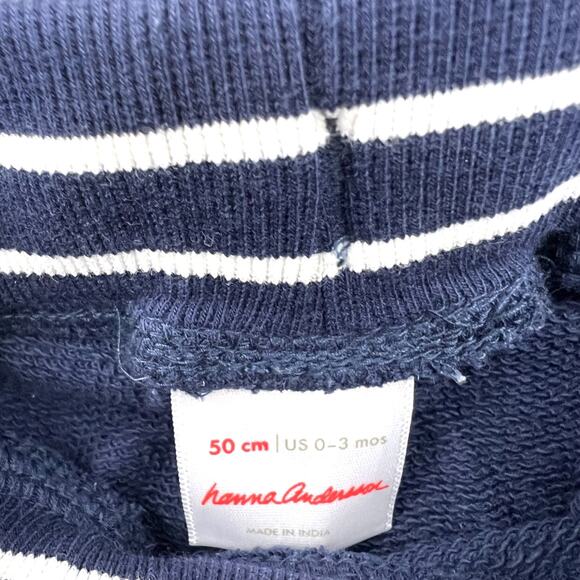 50 cm | US 0-3 mos
hanna andersson
MADE IN INDIA